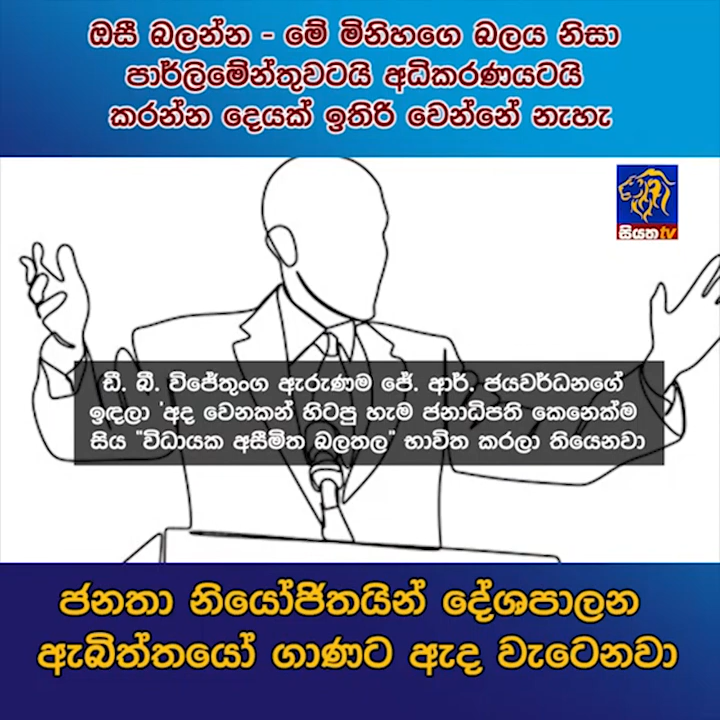 ඔසී බලන්න - මේ මිනිහගෙ බලය නිසා
පාර්ලිමේන්තුවටයි අධිකරණයටයි
කරන්න දෙයක් ඉතිරි වෙන්නේ නැහැ
සියත tv
ඩී. බී. විජේතුංග ඇරුණම ජේ. ආර්. ජයවර්ධනගේ
ඉඳලා 'අද වෙනකන් හිටපු හැම ජනාධිපති කෙනෙක්ම
සිය "විධායක අසීමිත බලතල" භාවිත කරලා තියෙනවා
ජනතා නියෝජිතයින් දේශපාලන
ඇබිත්තයෝ ගාණට ඇද වැටෙනවා